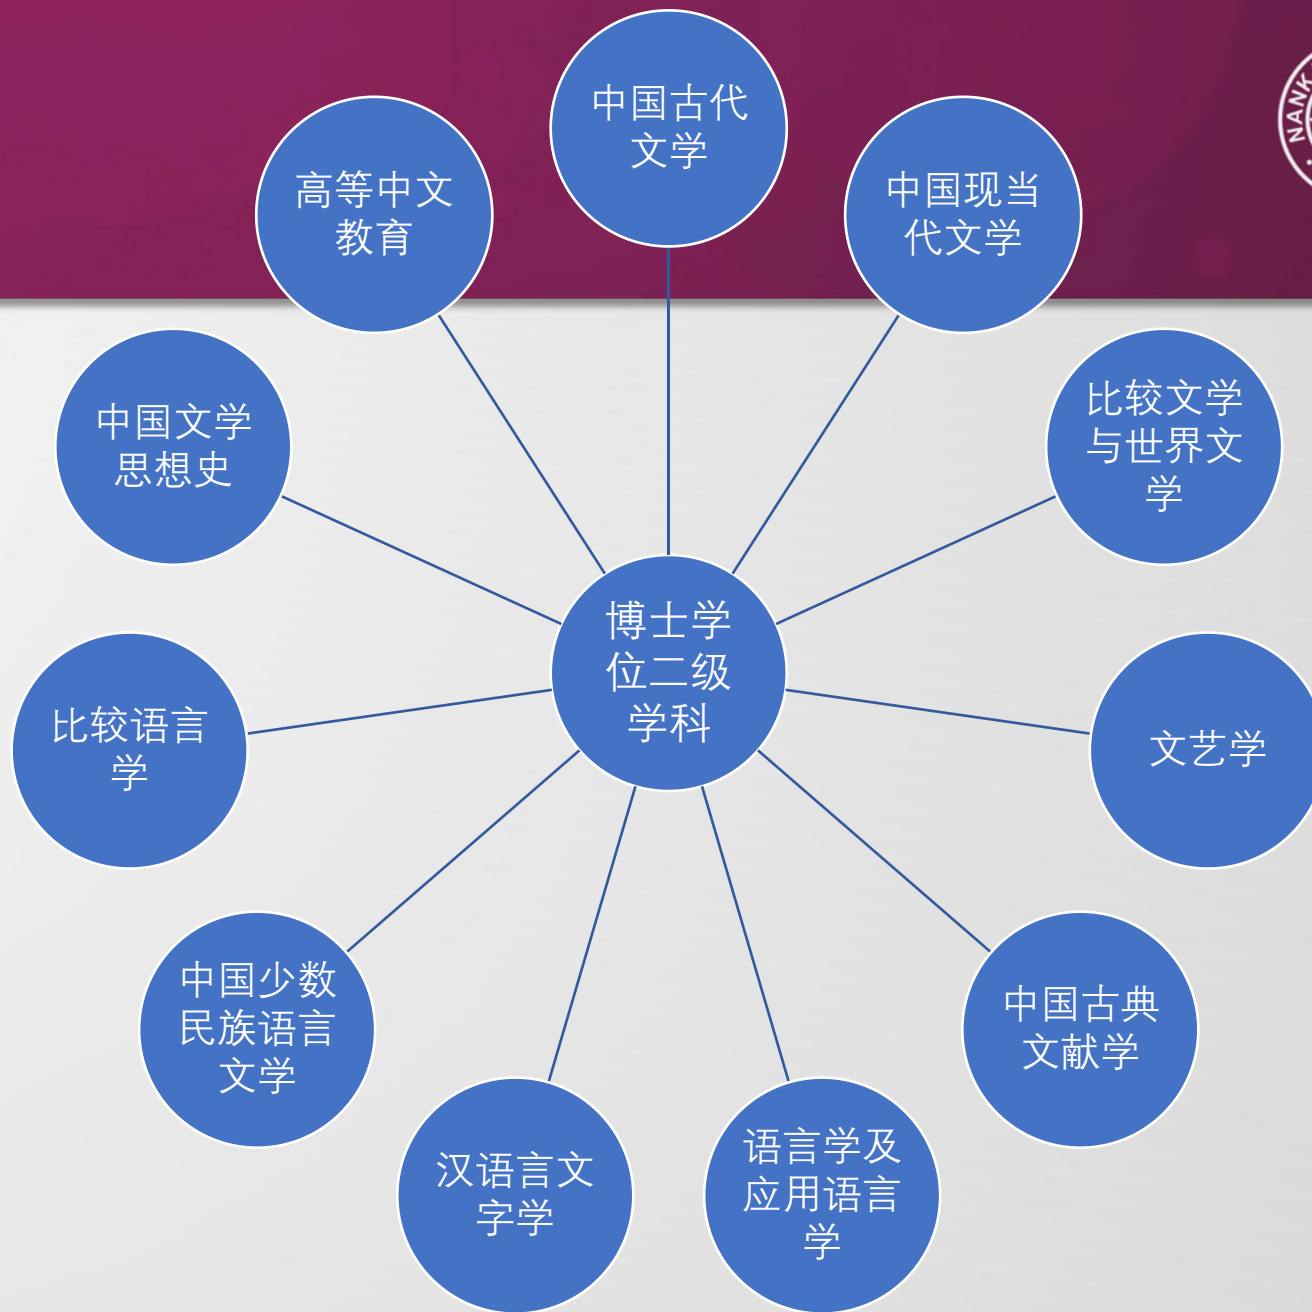 中国古代
文学
中国现当
代文学
比较文学
与世界文
学
文艺学
中国古典
文献学
语言学及
应用语言
学
汉语言文
字学
中国少数
民族语言
文学
比较语言
学
中国文学
思想史
高等中文
教育
博士学
位二级
学科
NANK